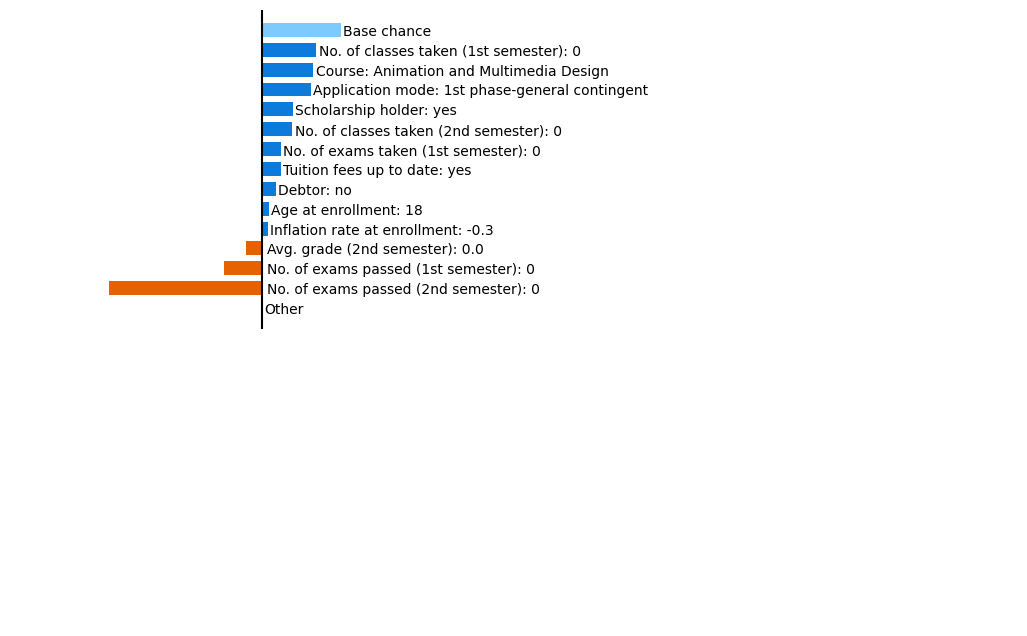 Base chance
No. of classes taken (1st semester): 0
Course: Animation and Multimedia Design
Application mode: 1st phase-general contingent
Scholarship holder: yes
No. of classes taken (2nd semester): 0
No. of exams taken (1st semester): 0
Tuition fees up to date: yes
Debtor: no
Age at enrollment: 18
Inflation rate at enrollment: -0.3
Avg. grade (2nd semester): 0.0
No. of exams passed (1st semester): 0
No. of exams passed (2nd semester): 0
Other